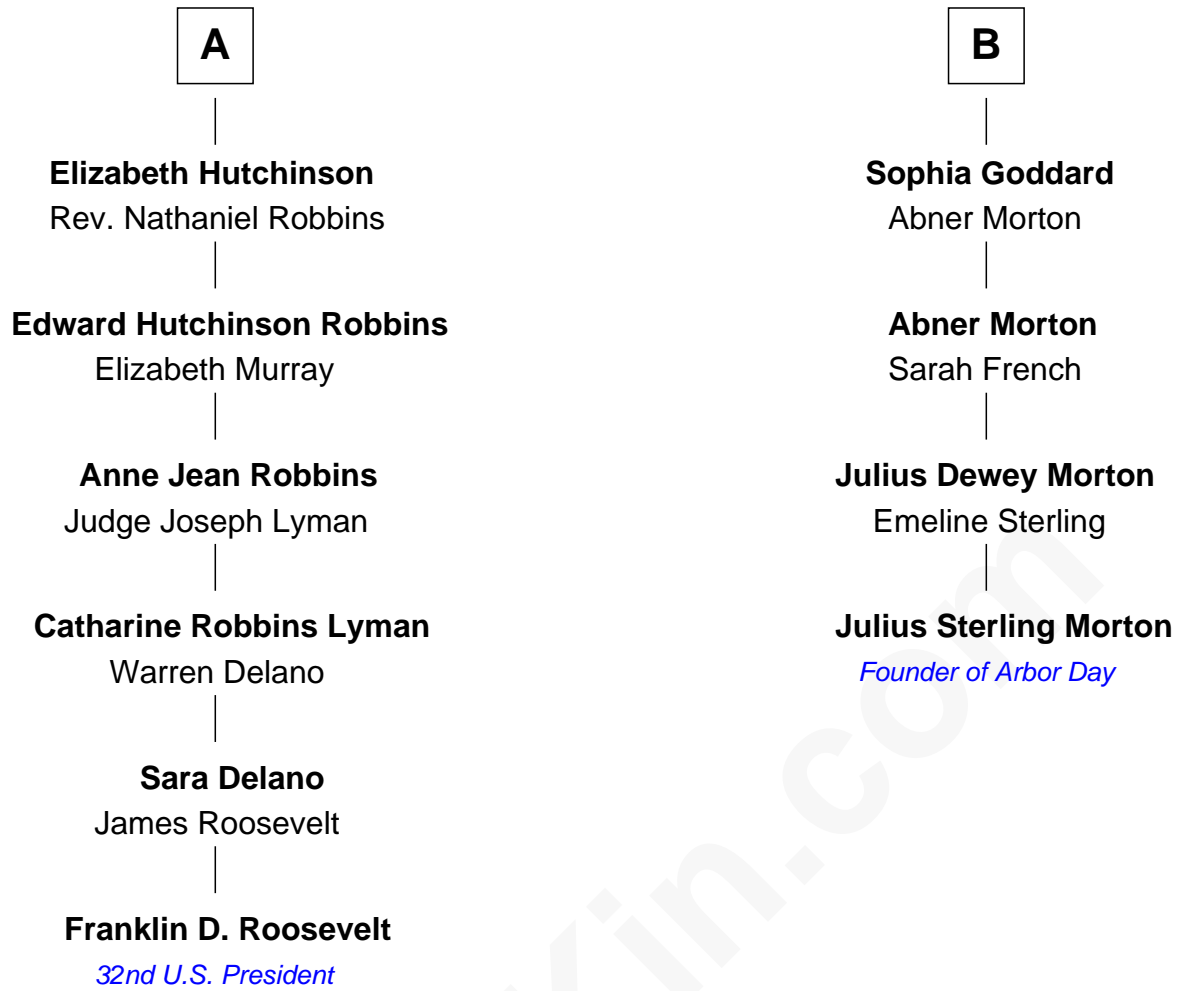 A
Elizabeth Hutchinson
Rev. Nathaniel Robbins
Edward Hutchinson Robbins
Elizabeth Murray
Anne Jean Robbins
Judge Joseph Lyman
Catharine Robbins Lyman
Warren Delano
Sara Delano
James Roosevelt
Franklin D. Roosevelt
32nd U.S. President
B
Sophia Goddard
Abner Morton
Abner Morton
Sarah French
Julius Dewey Morton
Emeline Sterling
Julius Sterling Morton
Founder of Arbor Day